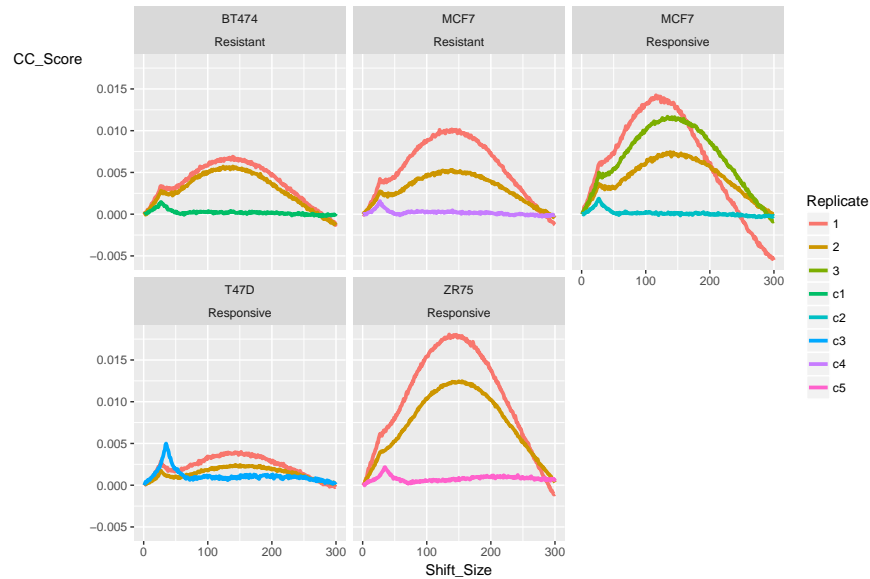 BT474 MCF7 MCF7
Resistant Resistant Responsive
CC_Score
0.015
0.010
0.005
0.000
−0.005
0 100 200 300
T47D ZR75
Responsive Responsive
0.015
0.010
0.005
0.000
−0.005
0 100 200 300 0 100 200 300
Shift_Size
Replicate
1
2
3
c1
c2
c3
c4
c5